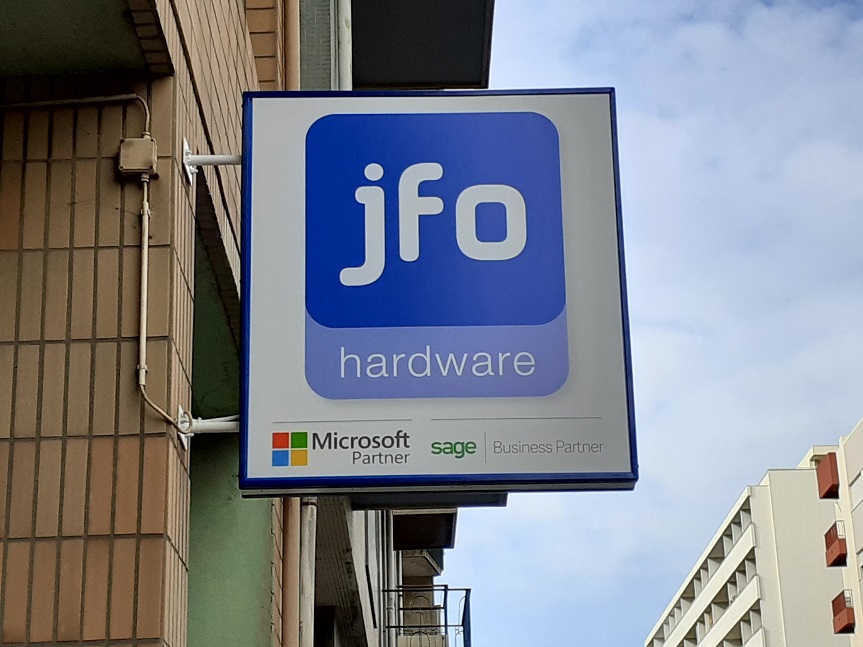 jfo
hardware
Microsoft
Partner
sage Business Partner